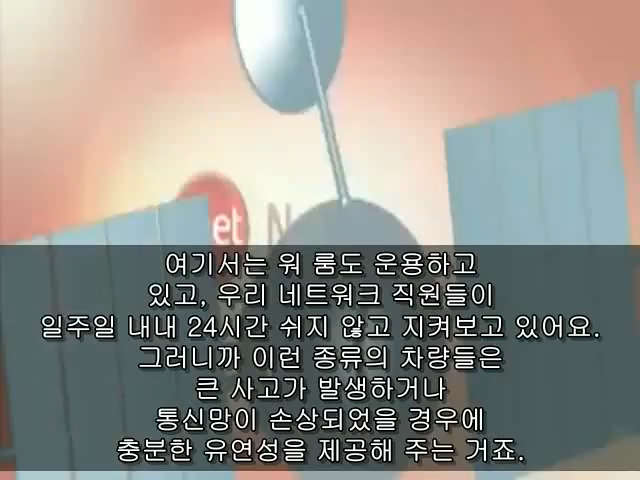 et N
여기서는 워 룸도 운용하고
있고, 우리 네트워크 직원들이
일주일 내내 24시간 쉬지 않고 지켜보고 있어요.
그러니까 이런 종류의 차량들은
큰 사고가 발생하거나
통신망이 손상되었을 경우에
충분한 유연성을 제공해 주는 거죠.